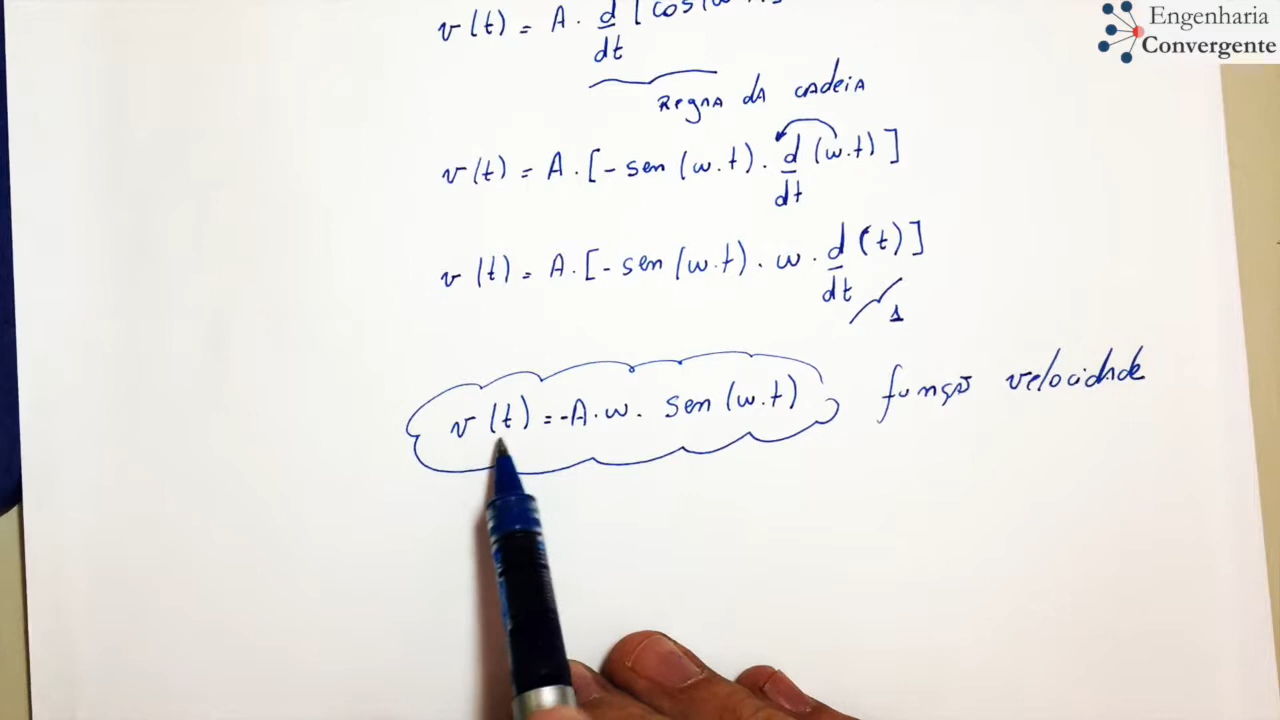 Engenharia
Convergente
v(t) = A · d/dt [cos(w
Regra da cadeia
v(t) = A · [- sen (w.t) · d/dt (w.t)]
v(t) = A · [- sen (w.t) · w · d/dt (t)]
1
v(t) = -A · w · sen (w.t) função velocidade